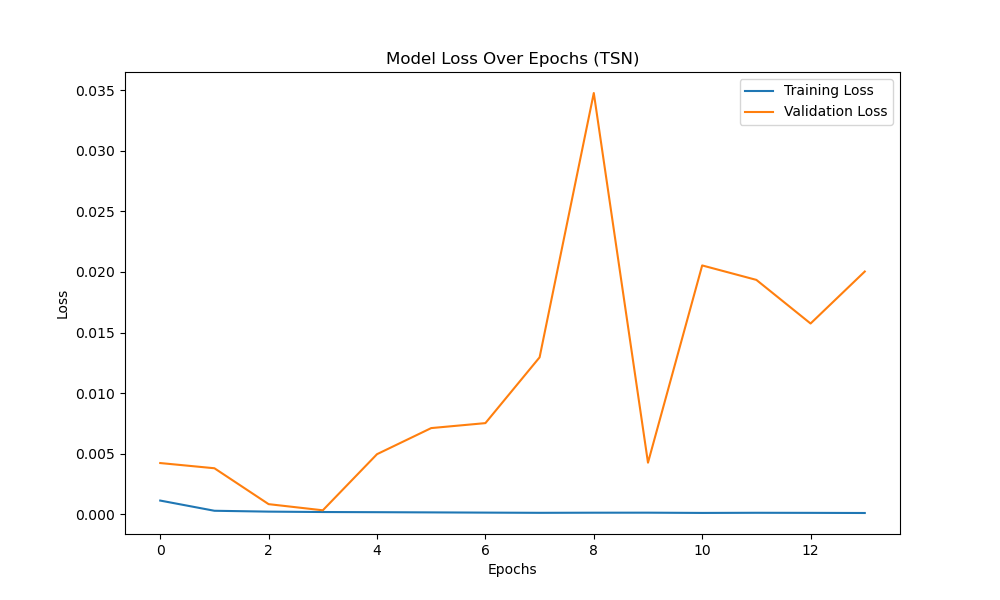 Model Loss Over Epochs (TSN)
Training Loss
Validation Loss
0.035
0.030
0.025
0.020
0.015
0.010
0.005
0.000
Loss
0 2 4 6 8 10 12
Epochs